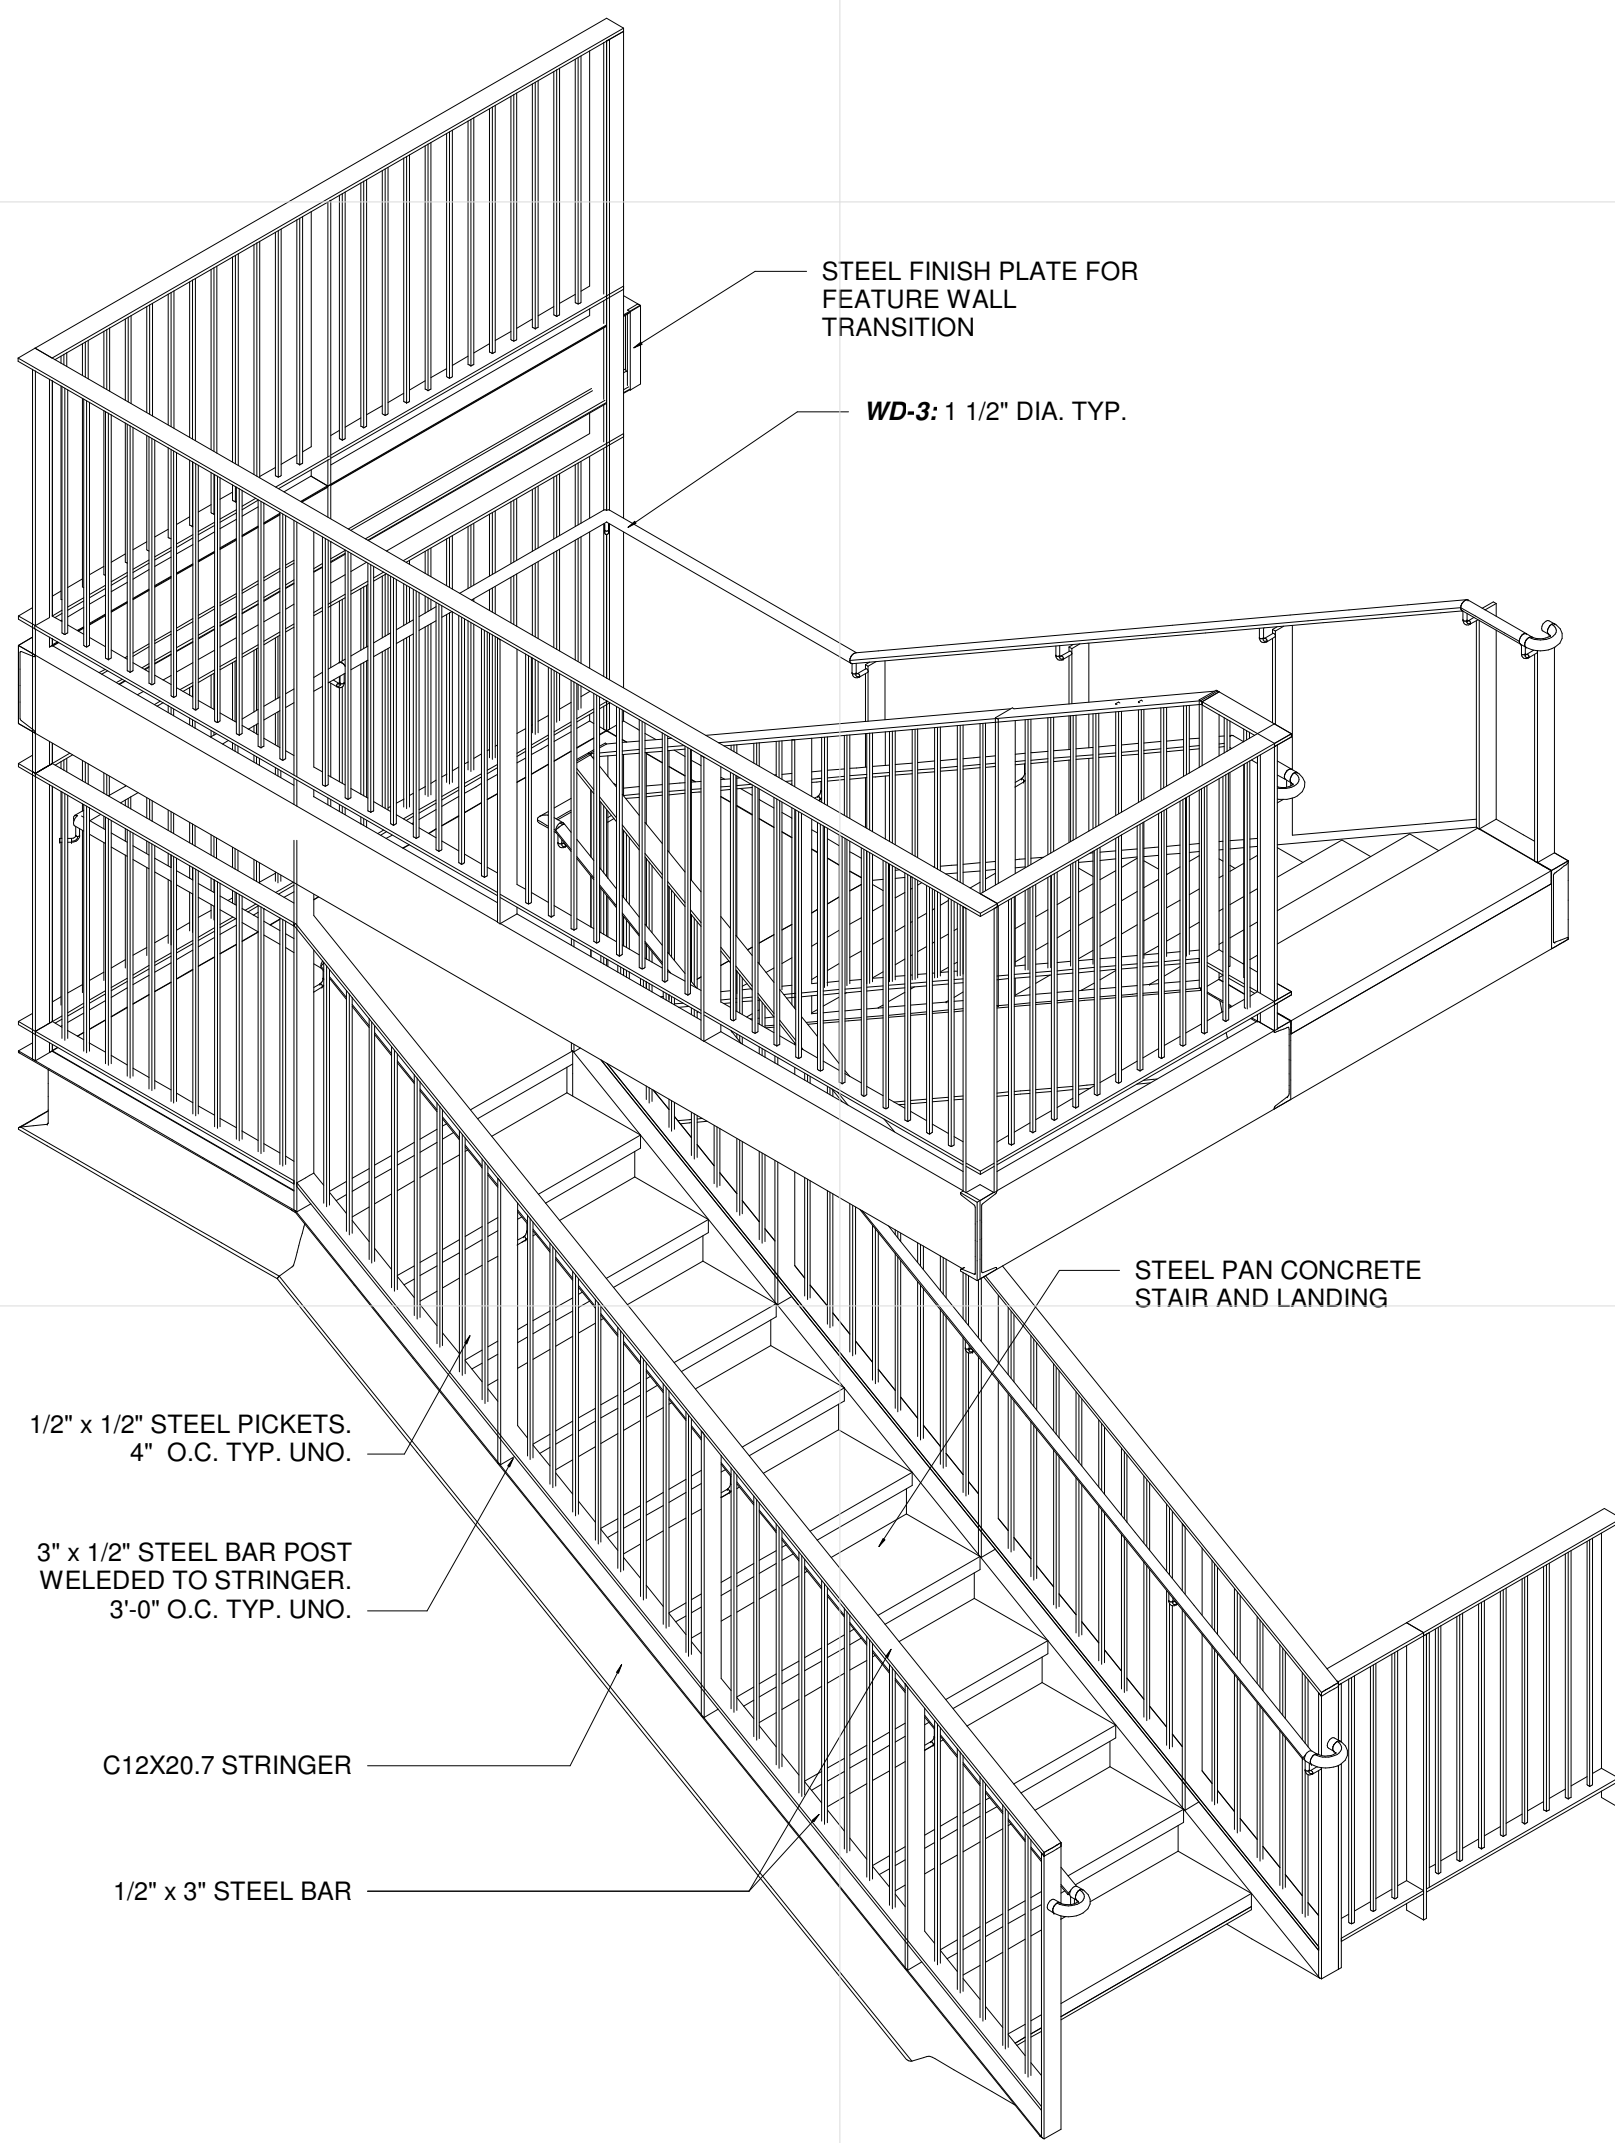 STEEL FINISH PLATE FOR
FEATURE WALL
TRANSITION
WD-3: 1 1/2" DIA. TYP.
STEEL PAN CONCRETE
STAIR AND LANDING
1/2" x 1/2" STEEL PICKETS.
4" O.C. TYP. UNO.
3" x 1/2" STEEL BAR POST
WELEDED TO STRINGER.
3'-0" O.C. TYP. UNO.
C12X20.7 STRINGER
1/2" x 3" STEEL BAR